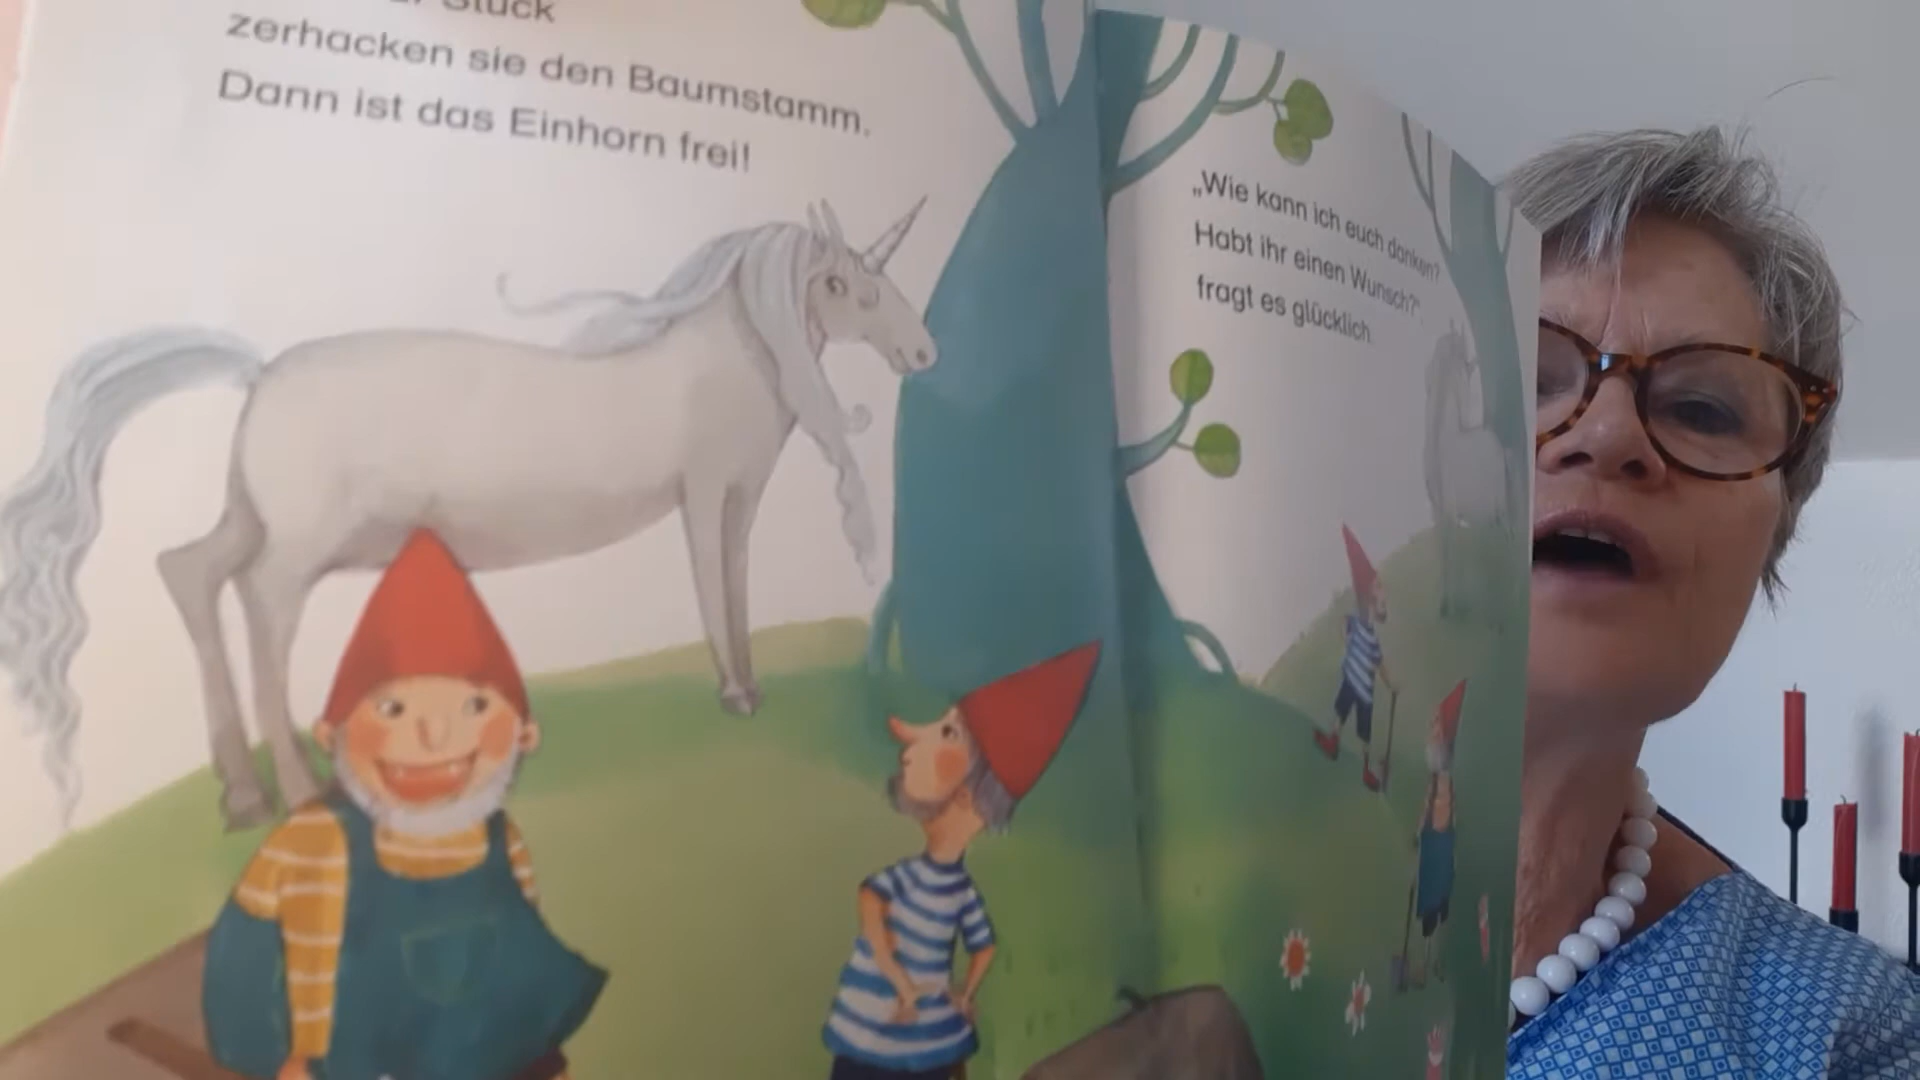 Stück
zerhacken sie den Baumstamm.
Dann ist das Einhorn frei!
„Wie kann ich euch danken?
Habt ihr einen Wunsch?“,
fragt es glücklich.